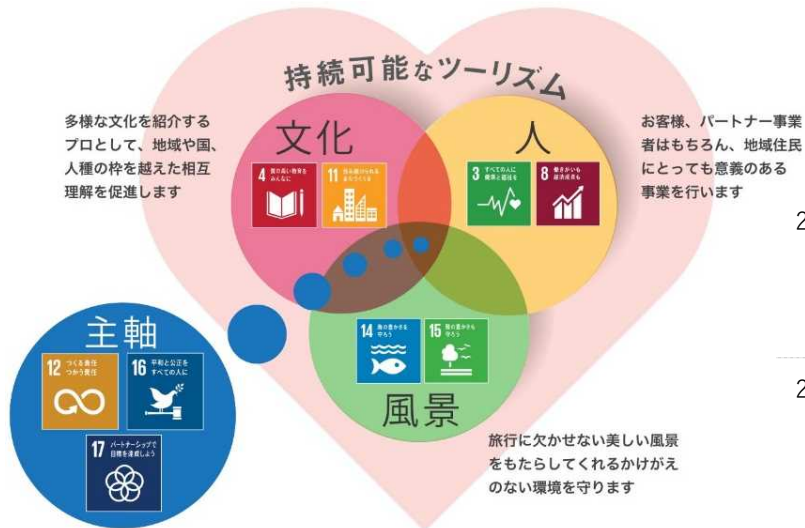 持続可能なツーリズム
多様な文化を紹介する
プロとして、地域や国、
人種の枠を越えた相互
理解を促進します
文化
4 質の高い教育を
みんなに
11 住み続けられる
まちづくりを
人
3 すべての人に
健康と福祉を
8 働きがいも
経済成長も
お客様、パートナー事業
者はもちろん、地域住民
にとっても意義のある
事業を行います
2
2
主軸
12 つくる責任
つかう責任
16 平和と公正を
すべての人に
17 パートナーシップで
目標を達成しよう
14 海の豊かさを
守ろう
15 陸の豊かさも
守ろう
風景
旅行に欠かせない美しい風景
をもたらしてくれるかけがえ
のない環境を守ります